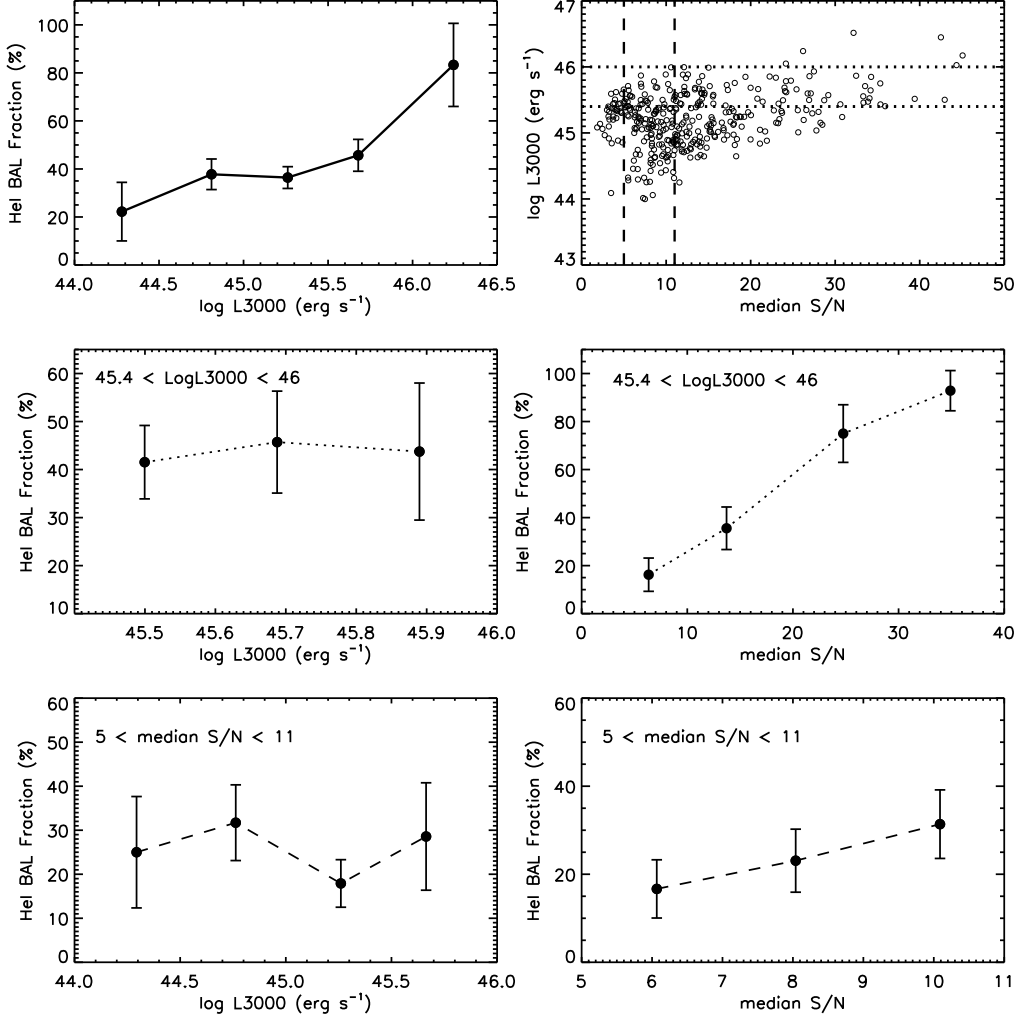 HeI BAL Fraction (%)
100
80
60
40
20
0
44.0 44.5 45.0 45.5 46.0 46.5
log L3000 (erg s⁻¹)
log L3000 (erg s⁻¹)
47
46
45
44
43
0 10 20 30 40 50
median S/N
45.4 < LogL3000 < 46
HeI BAL Fraction (%)
60
50
40
30
20
10
45.5 45.6 45.7 45.8 45.9 46.0
log L3000 (erg s⁻¹)
45.4 < LogL3000 < 46
HeI BAL Fraction (%)
100
80
60
40
20
0
0 10 20 30 40
median S/N
5 < median S/N < 11
HeI BAL Fraction (%)
60
50
40
30
20
10
0
44.0 44.5 45.0 45.5 46.0
log L3000 (erg s⁻¹)
5 < median S/N < 11
HeI BAL Fraction (%)
60
40
20
0
5 6 7 8 9 10 11
median S/N